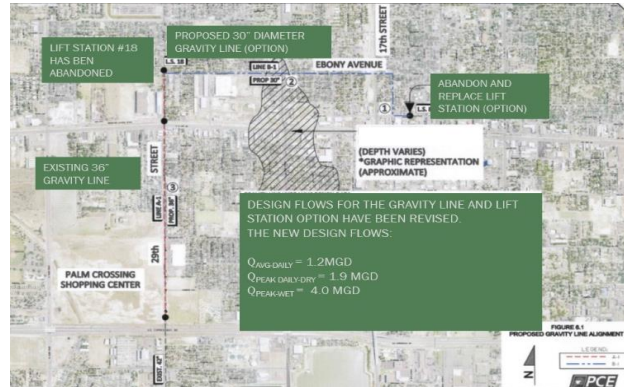 LIFT STATION #18
HAS BEN
ABANDONED
PROPOSED 30" DIAMETER
GRAVITY LINE (OPTION)
17th STREET
L.S. 18
LINE B-1
EBONY AVENUE
PROP 30"
2
1
ABANDON AND
REPLACE LIFT
STATION (OPTION)
(DEPTH VARIES)
*GRAPHIC REPRESENTATION
(APPROXIMATE)
EXISTING 36"
GRAVITY LINE
STREET
29th
LINE A-1
3
PALM CROSSING
SHOPPING CENTER
DESIGN FLOWS FOR THE GRAVITY LINE AND LIFT
STATION OPTION HAVE BEEN REVISED.
THE NEW DESIGN FLOWS:
QAVG-DAILY = 1.2MGD
QPEAK DAILY-DRY = 1.9 MGD
QPEAK-WET = 4.0 MGD
EXIST. 42"
FIGURE 6.1
PROPOSED GRAVITY LINE ALIGNMENT
LEGEND:
A-1
B-1
N
PCE